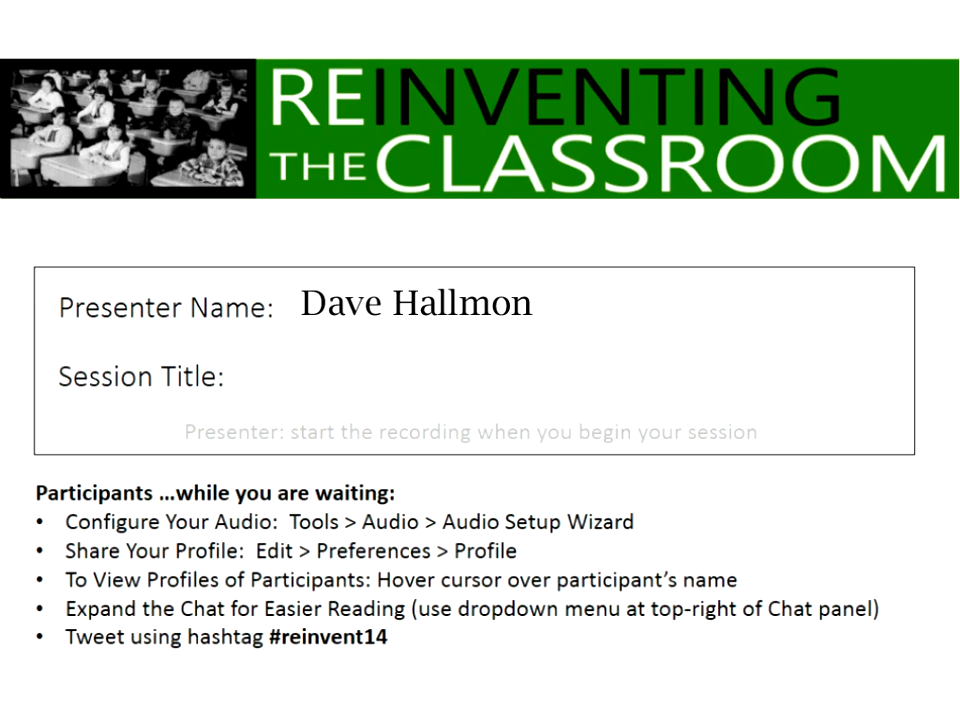 REINVENTING
THE CLASSROOM
Presenter Name: Dave Hallmon
Session Title:
Presenter: start the recording when you begin your session
Participants …while you are waiting:
• Configure Your Audio: Tools > Audio > Audio Setup Wizard
• Share Your Profile: Edit > Preferences > Profile
• To View Profiles of Participants: Hover cursor over participant’s name
• Expand the Chat for Easier Reading (use dropdown menu at top-right of Chat panel)
• Tweet using hashtag #reinvent14